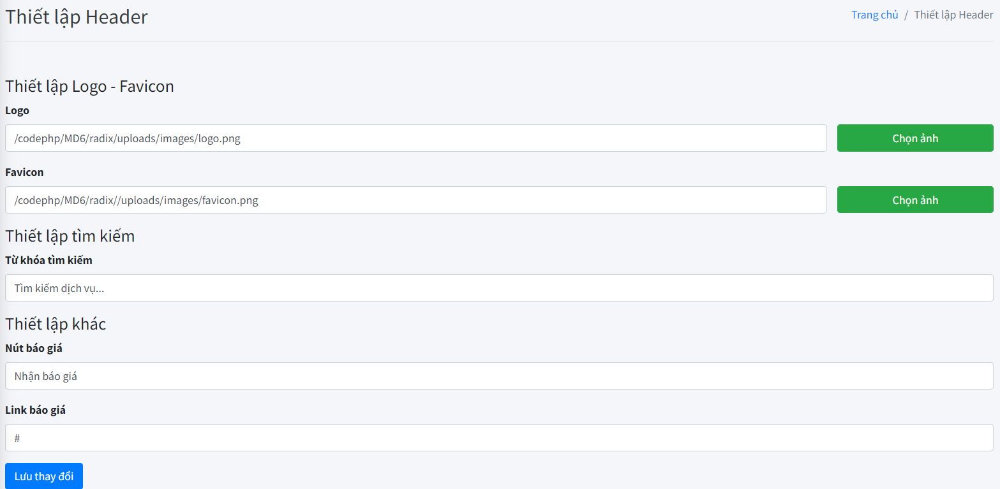 Thiết lập Header
Trang chủ / Thiết lập Header
Thiết lập Logo - Favicon
Logo
/codephp/MD6/radix/uploads/images/logo.png
Chọn ảnh
Favicon
/codephp/MD6/radix//uploads/images/favicon.png
Chọn ảnh
Thiết lập tìm kiếm
Từ khóa tìm kiếm
Tìm kiếm dịch vụ...
Thiết lập khác
Nút báo giá
Nhận báo giá
Link báo giá
#
Lưu thay đổi